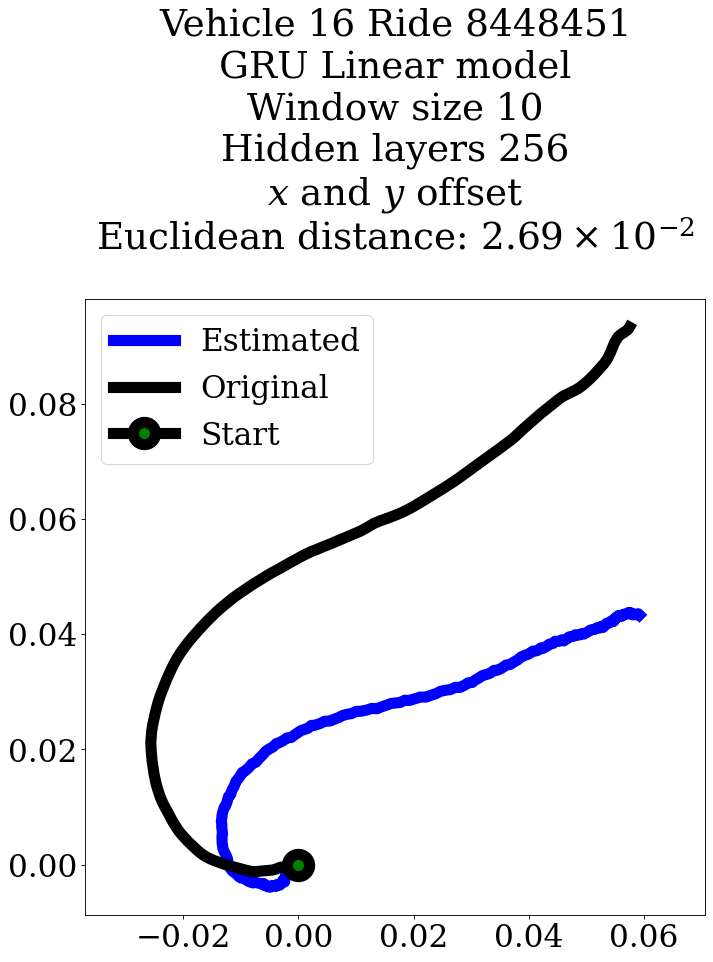 Vehicle 16 Ride 8448451
GRU Linear model
Window size 10
Hidden layers 256
x and y offset
Euclidean distance: 2.69 × 10⁻²
Estimated
Original
Start
0.08
0.06
0.04
0.02
0.00
−0.02 0.00 0.02 0.04 0.06